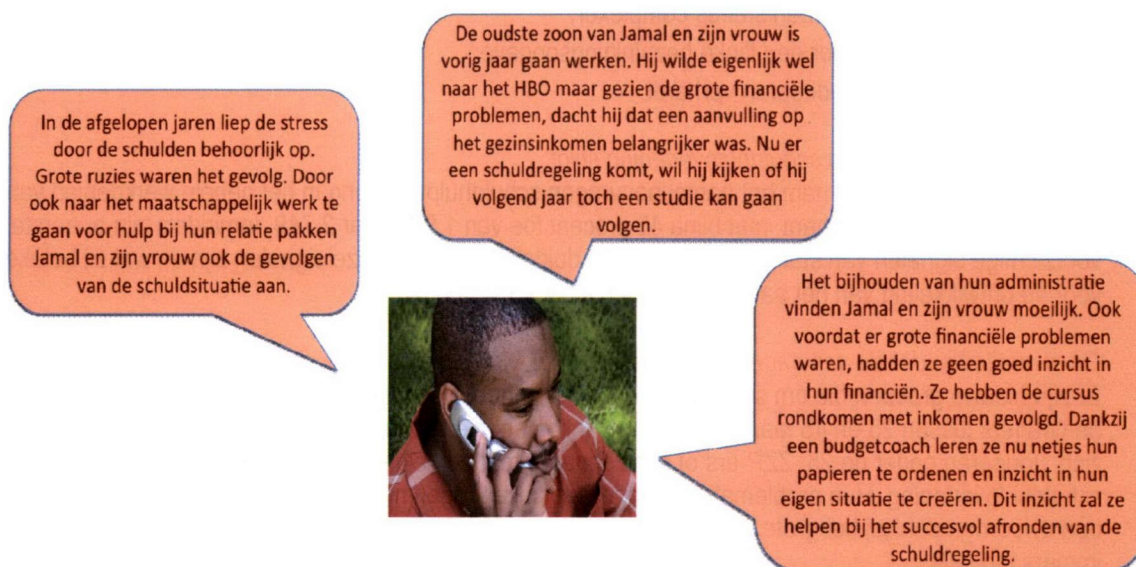 In de afgelopen jaren liep de stress
door de schulden behoorlijk op.
Grote ruzies waren het gevolg. Door
ook naar het maatschappelijk werk te
gaan voor hulp bij hun relatie pakken
Jamal en zijn vrouw ook de gevolgen
van de schuldsituatie aan.
De oudste zoon van Jamal en zijn vrouw is
vorig jaar gaan werken. Hij wilde eigenlijk wel
naar het HBO maar gezien de grote financiële
problemen, dacht hij dat een aanvulling op
het gezinsinkomen belangrijker was. Nu er
een schuldregeling komt, wil hij kijken of hij
volgend jaar toch een studie kan gaan
volgen.
Het bijhouden van hun administratie
vinden Jamal en zijn vrouw moeilijk. Ook
voordat er grote financiële problemen
waren, hadden ze geen goed inzicht in
hun financiën. Ze hebben de cursus
rondkomen met inkomen gevolgd. Dankzij
een budgetcoach leren ze nu netjes hun
papieren te ordenen en inzicht in hun
eigen situatie te creëren. Dit inzicht zal ze
helpen bij het succesvol afronden van de
schuldregeling.